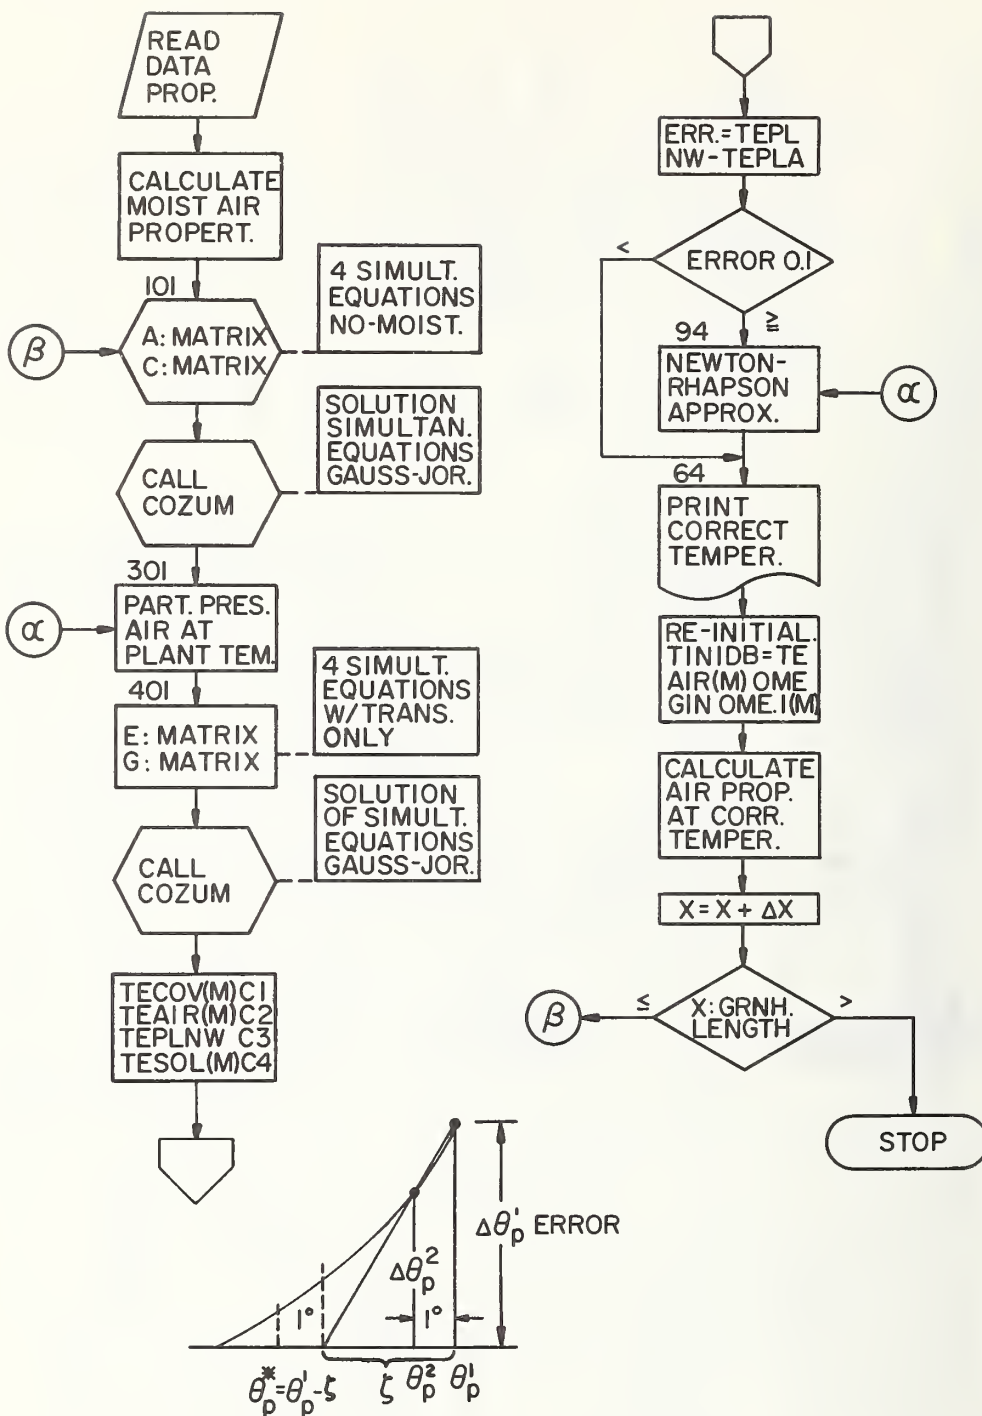 READ
DATA
PROP.
CALCULATE
MOIST AIR
PROPERT.
101
β
A: MATRIX
C: MATRIX
4 SIMULT.
EQUATIONS
NO-MOIST.
CALL
COZUM
SOLUTION
SIMULTAN.
EQUATIONS
GAUSS-JOR.
301
α
PART. PRES.
AIR AT
PLANT TEM.
401
E: MATRIX
G: MATRIX
4 SIMULT.
EQUATIONS
W/TRANS.
ONLY
CALL
COZUM
SOLUTION
OF SIMULT.
EQUATIONS
GAUSS-JOR.
TECOV(M)C1
TEAIR(M)C2
TEPLNW C3
TESOL(M)C4
ERR.=TEPL
NW-TEPLA
<
ERROR 0.1
≧
94
NEWTON-
RHAPSON
APPROX.
α
64
PRINT
CORRECT
TEMPER.
RE-INITIAL.
TINIDB=TE
AIR(M) OME
GIN OME.I(M)
CALCULATE
AIR PROP.
AT CORR.
TEMPER.
X=X+ΔX
β
≤
X:GRNH.
LENGTH
>
STOP
Δθp¹ ERROR
Δθp²
1°
1°
θp*=θp¹-ζ
ζ
θp²
θp¹